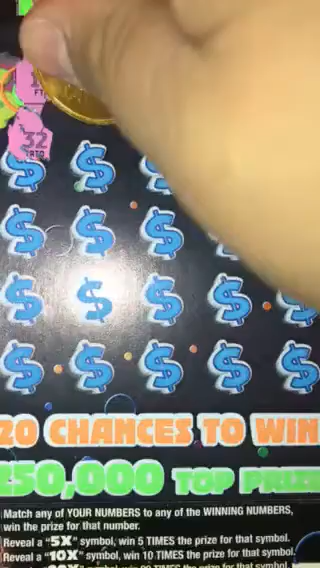 32
20 CHANCES TO WIN
$250,000 TOP PRIZE
Match any of YOUR NUMBERS to any of the WINNING NUMBERS,
win the prize for that number.
Reveal a "5X" symbol, win 5 TIMES the prize for that symbol.
Reveal a "10X" symbol, win 10 TIMES the prize for that symbol.